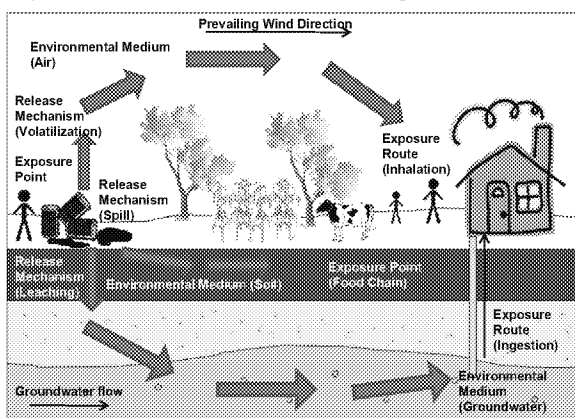 Prevailing Wind Direction
Environmental Medium
(Air)
Release
Mechanism
(Volatilization)
Exposure
Point
Release
Mechanism
(Spill)
Exposure
Route
(Inhalation)
Release
Mechanism
(Leaching)
Environmental Medium (Soil)
Exposure Point
(Food Chain)
Exposure
Route
(Ingestion)
Groundwater flow
Environmental
Medium
(Groundwater)